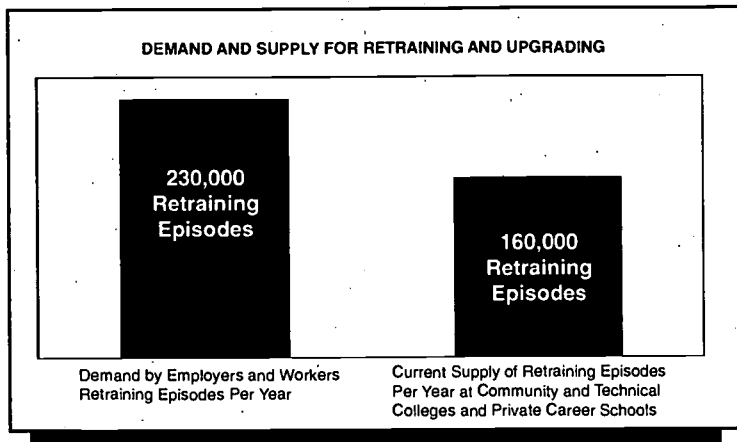 DEMAND AND SUPPLY FOR RETRAINING AND UPGRADING
230,000
Retraining
Episodes
160,000
Retraining
Episodes
Demand by Employers and Workers
Retraining Episodes Per Year
Current Supply of Retraining Episodes
Per Year at Community and Technical
Colleges and Private Career Schools